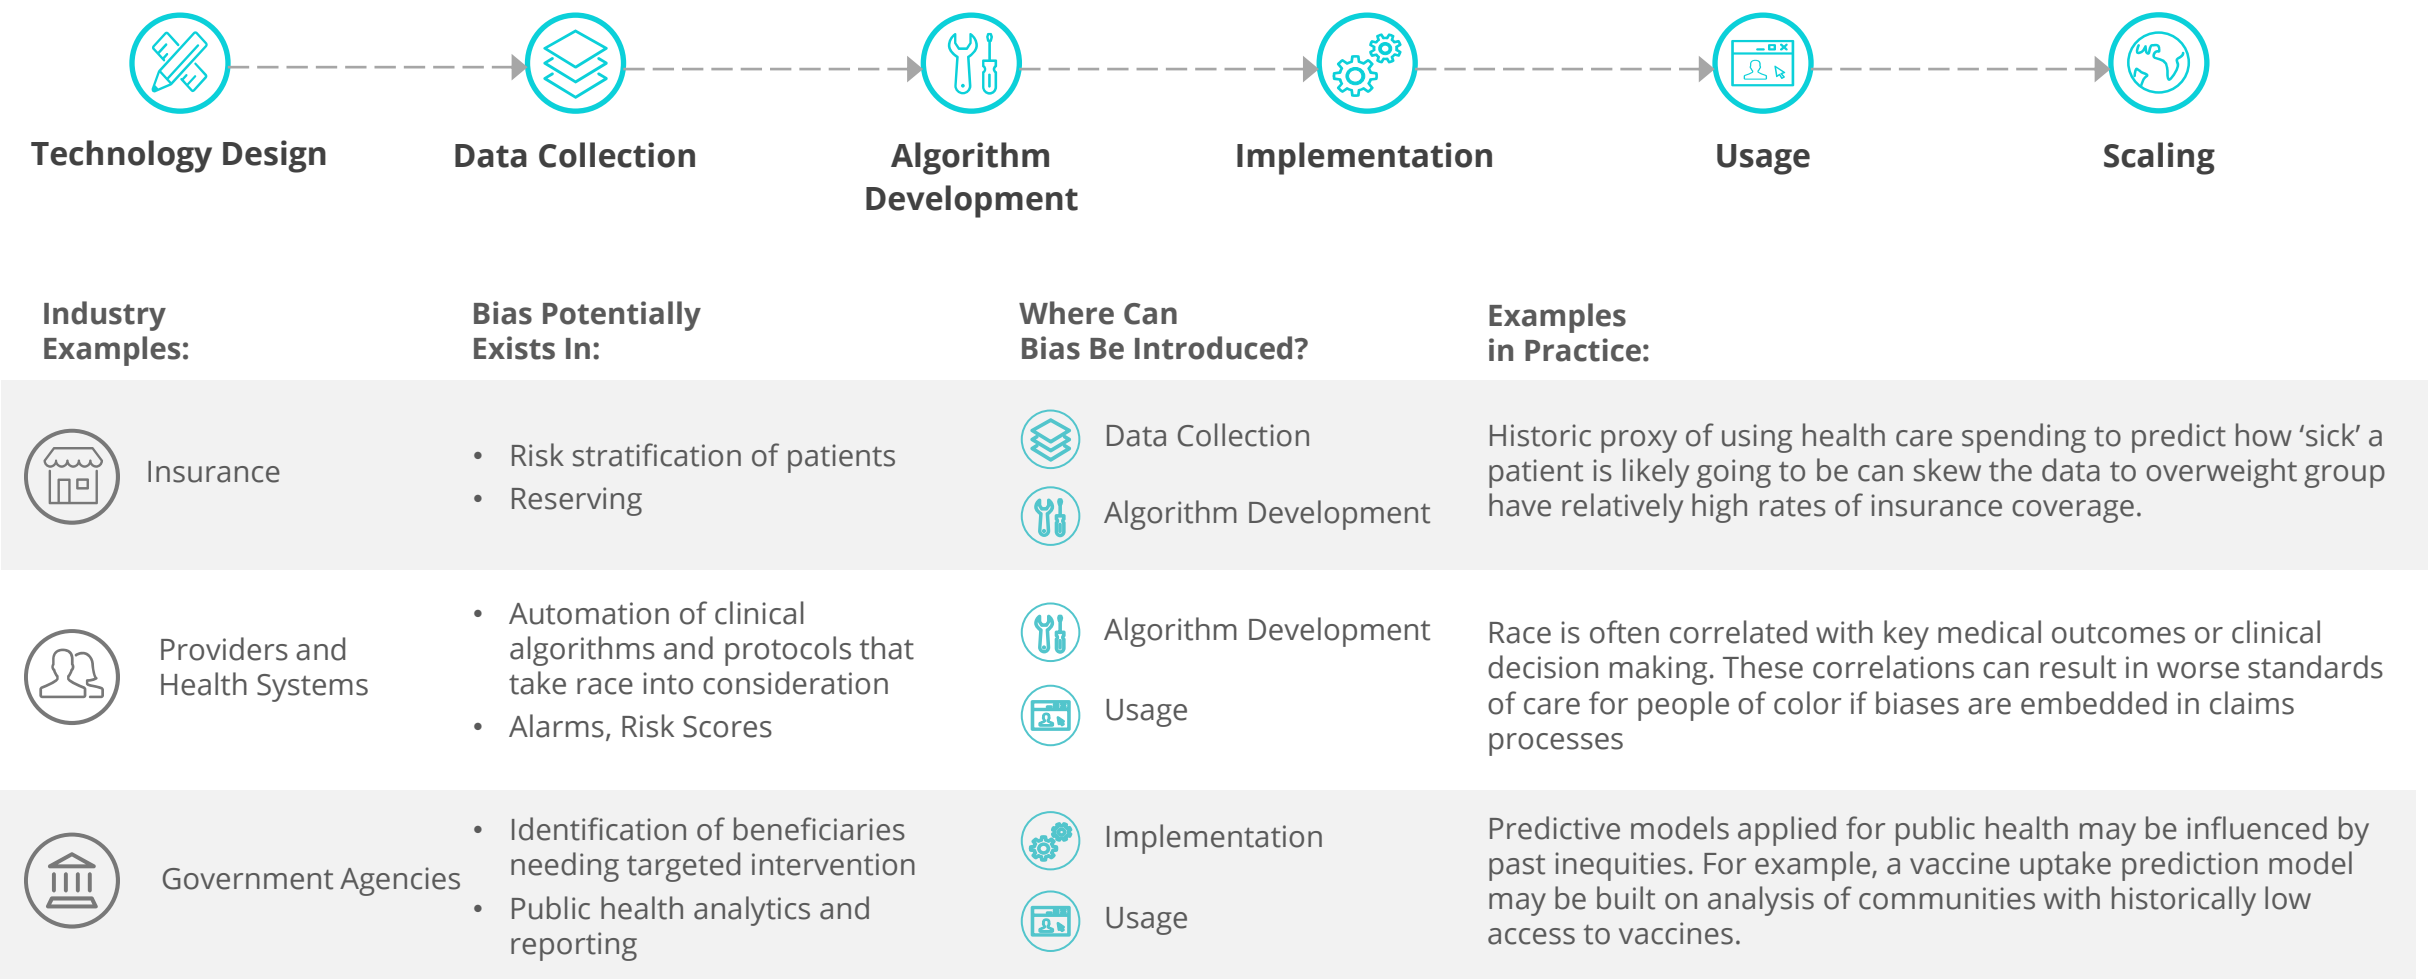 Technology Design
Data Collection
Algorithm
Development
Implementation
Usage
Scaling
Industry
Examples:
Bias Potentially
Exists In:
Where Can
Bias Be Introduced?
Examples
in Practice:
Insurance
• Risk stratification of patients
• Reserving
Data Collection
Algorithm Development
Historic proxy of using health care spending to predict how ‘sick’ a
patient is likely going to be can skew the data to overweight group
have relatively high rates of insurance coverage.
Providers and
Health Systems
• Automation of clinical
algorithms and protocols that
take race into consideration
• Alarms, Risk Scores
Algorithm Development
Usage
Race is often correlated with key medical outcomes or clinical
decision making. These correlations can result in worse standards
of care for people of color if biases are embedded in claims
processes
Government Agencies
• Identification of beneficiaries
needing targeted intervention
• Public health analytics and
reporting
Implementation
Usage
Predictive models applied for public health may be influenced by
past inequities. For example, a vaccine uptake prediction model
may be built on analysis of communities with historically low
access to vaccines.